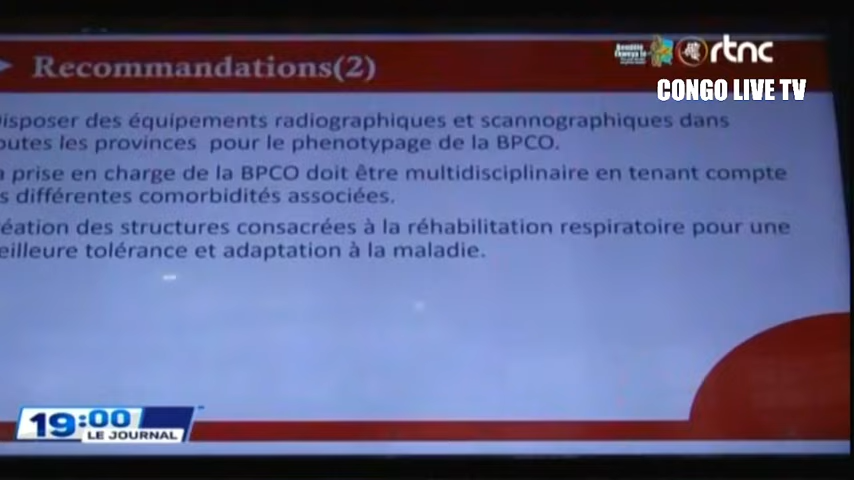 Recommandations(2)
rtnc
CONGO LIVE TV
isposer des équipements radiographiques et scannographiques dans
outes les provinces pour le phenotypage de la BPCO.
a prise en charge de la BPCO doit être multidisciplinaire en tenant compte
s différentes comorbidités associées.
éation des structures consacrées à la réhabilitation respiratoire pour une
eilleure tolérance et adaptation à la maladie.
19:00
LE JOURNAL